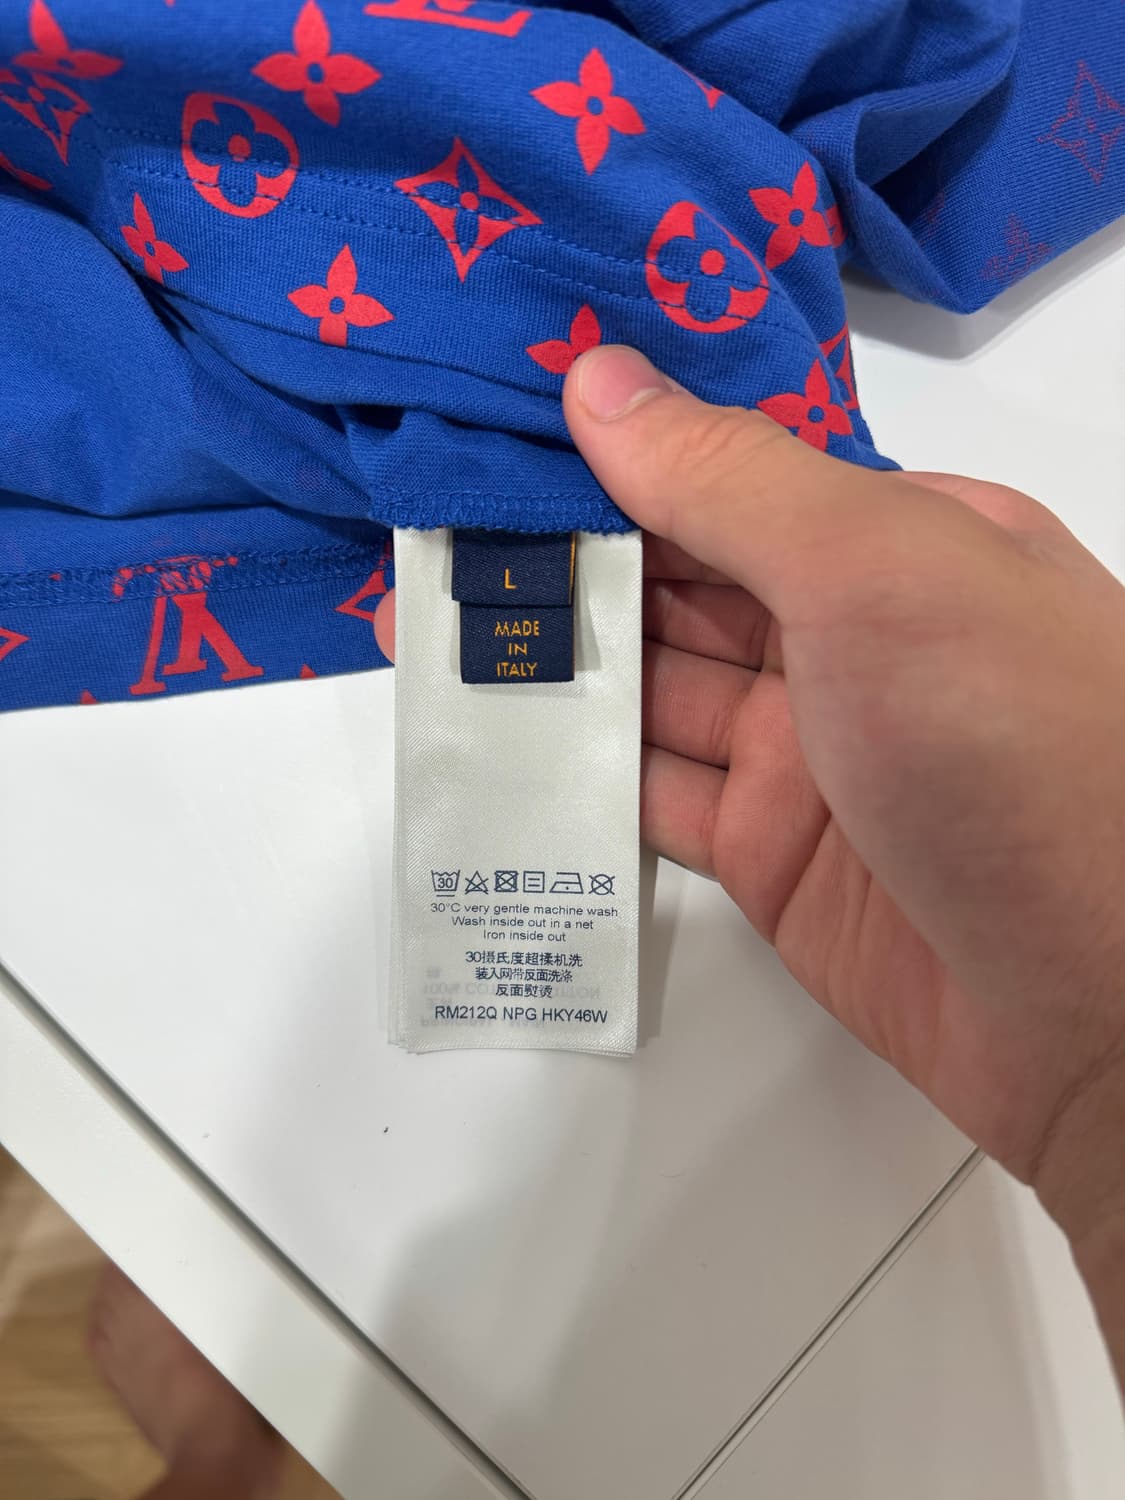 L
MADE
IN
ITALY
30
30°C very gentle machine wash
Wash inside out in a net
Iron inside out
30摄氏度超揉机洗
装入网带反面洗涤
反面熨烫
RM212Q NPG HKY46W